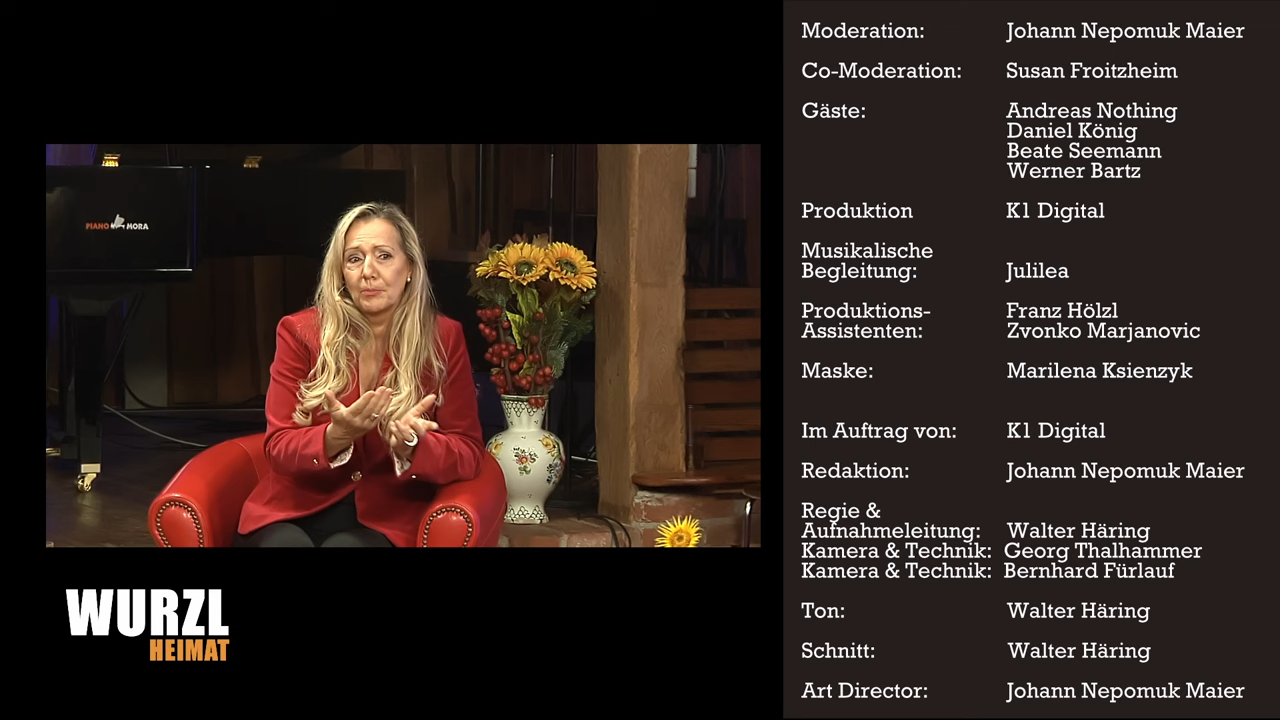 PIANO MORA
WURZL
HEIMAT
Moderation: Johann Nepomuk Maier
Co-Moderation: Susan Froitzheim
Gäste: Andreas Nothing
Daniel König
Beate Seemann
Werner Bartz
Produktion K1 Digital
Musikalische
Begleitung: Julilea
Produktions- Franz Hölzl
Assistenten: Zvonko Marjanovic
Maske: Marilena Ksienzyk
Im Auftrag von: K1 Digital
Redaktion: Johann Nepomuk Maier
Regie &
Aufnahmeleitung: Walter Häring
Kamera & Technik: Georg Thalhammer
Kamera & Technik: Bernhard Fürlauf
Ton: Walter Häring
Schnitt: Walter Häring
Art Director: Johann Nepomuk Maier